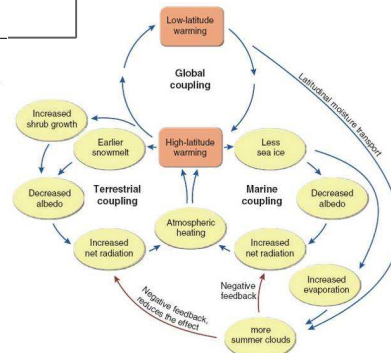 Low-latitude
warming
Global
coupling
Latitudinal moisture transport
Increased
shrub growth
Earlier
snowmelt
High-latitude
warming
Less
sea ice
Decreased
albedo
Terrestrial
coupling
Marine
coupling
Decreased
albedo
Atmospheric
heating
Increased
net radiation
Increased
net radiation
Increased
evaporation
Negative feedback,
reduces the effect
Negative
feedback
more
summer clouds